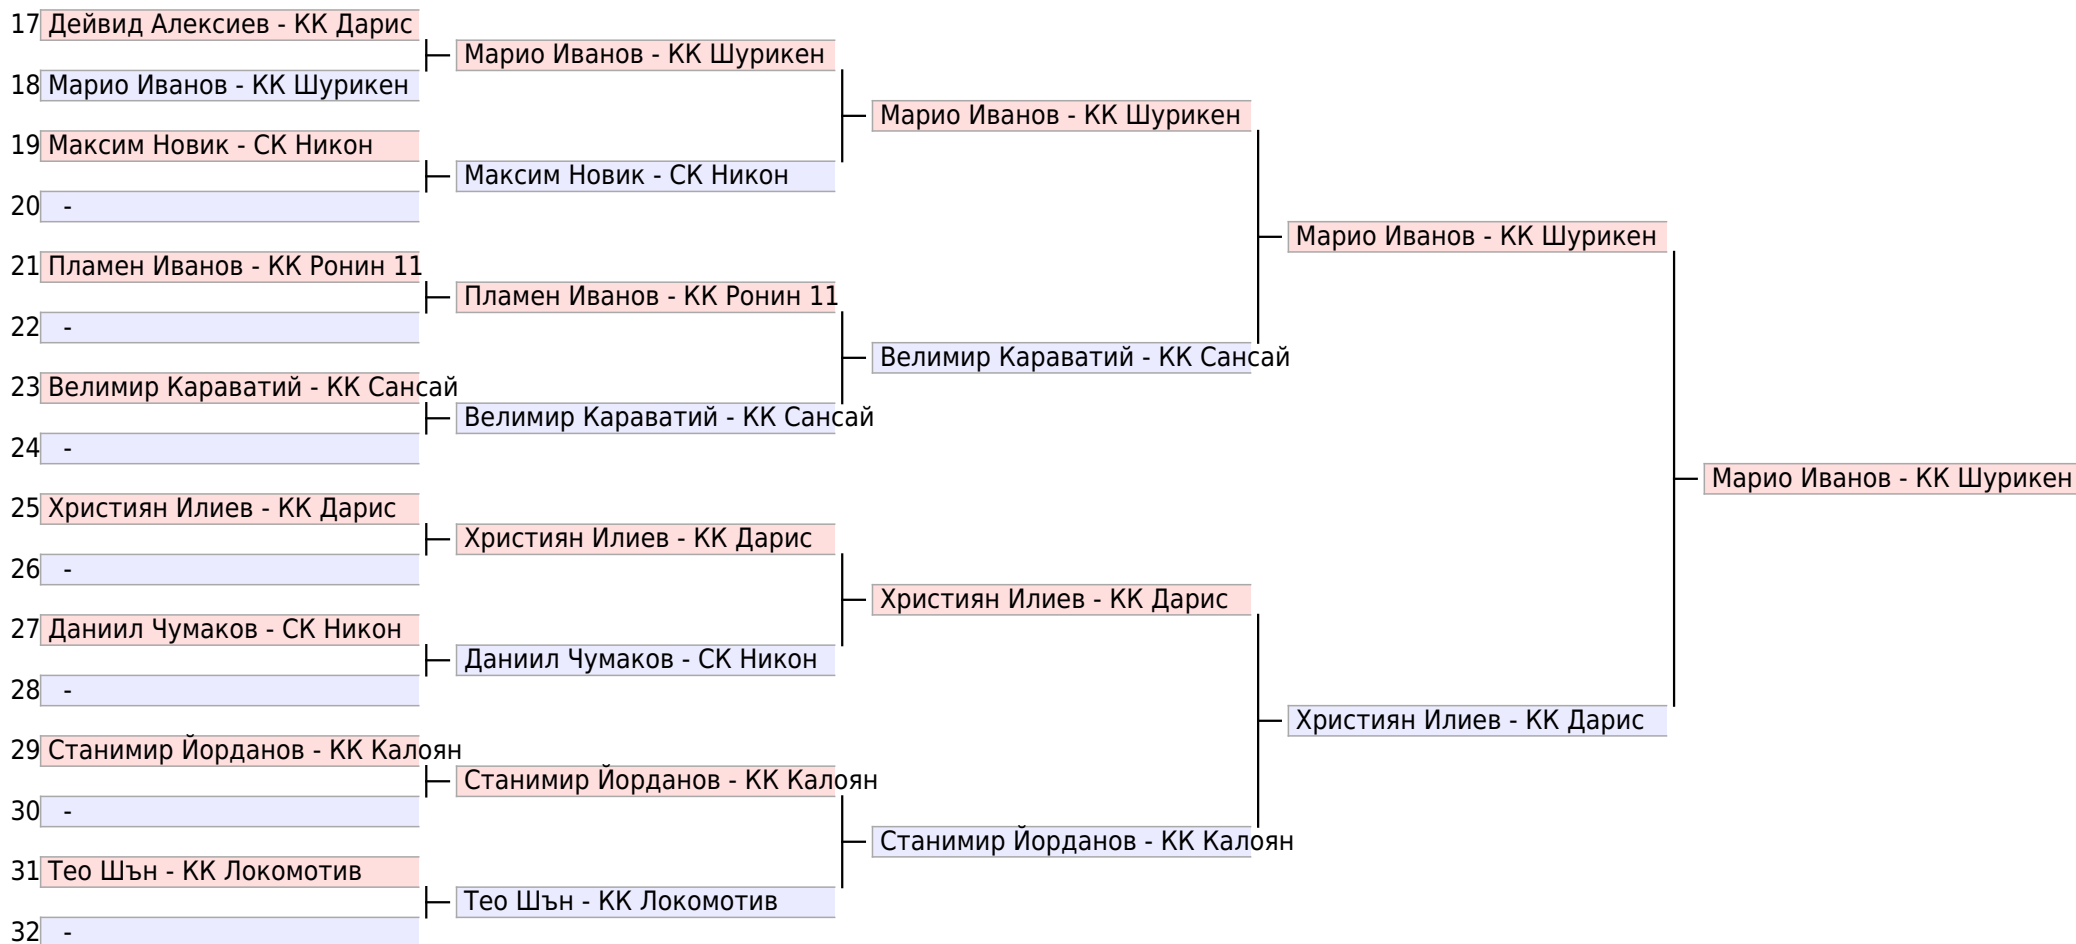 17 Дейвид Алексиев - КК Дарис
Марио Иванов - КК Шурикен
18 Марио Иванов - КК Шурикен
Марио Иванов - КК Шурикен
19 Максим Новик - СК Никон
Максим Новик - СК Никон
20 -
Марио Иванов - КК Шурикен
21 Пламен Иванов - КК Ронин 11
Пламен Иванов - КК Ронин 11
22 -
Велимир Караватий - КК Сансай
23 Велимир Караватий - КК Сансай
Велимир Караватий - КК Сансай
24 -
Марио Иванов - КК Шурикен
25 Християн Илиев - КК Дарис
Християн Илиев - КК Дарис
26 -
Християн Илиев - КК Дарис
27 Даниил Чумаков - СК Никон
Даниил Чумаков - СК Никон
28 -
Християн Илиев - КК Дарис
29 Станимир Йорданов - КК Калоян
Станимир Йорданов - КК Калоян
30 -
Станимир Йорданов - КК Калоян
31 Тео Шън - КК Локомотив
Тео Шън - КК Локомотив
32 -